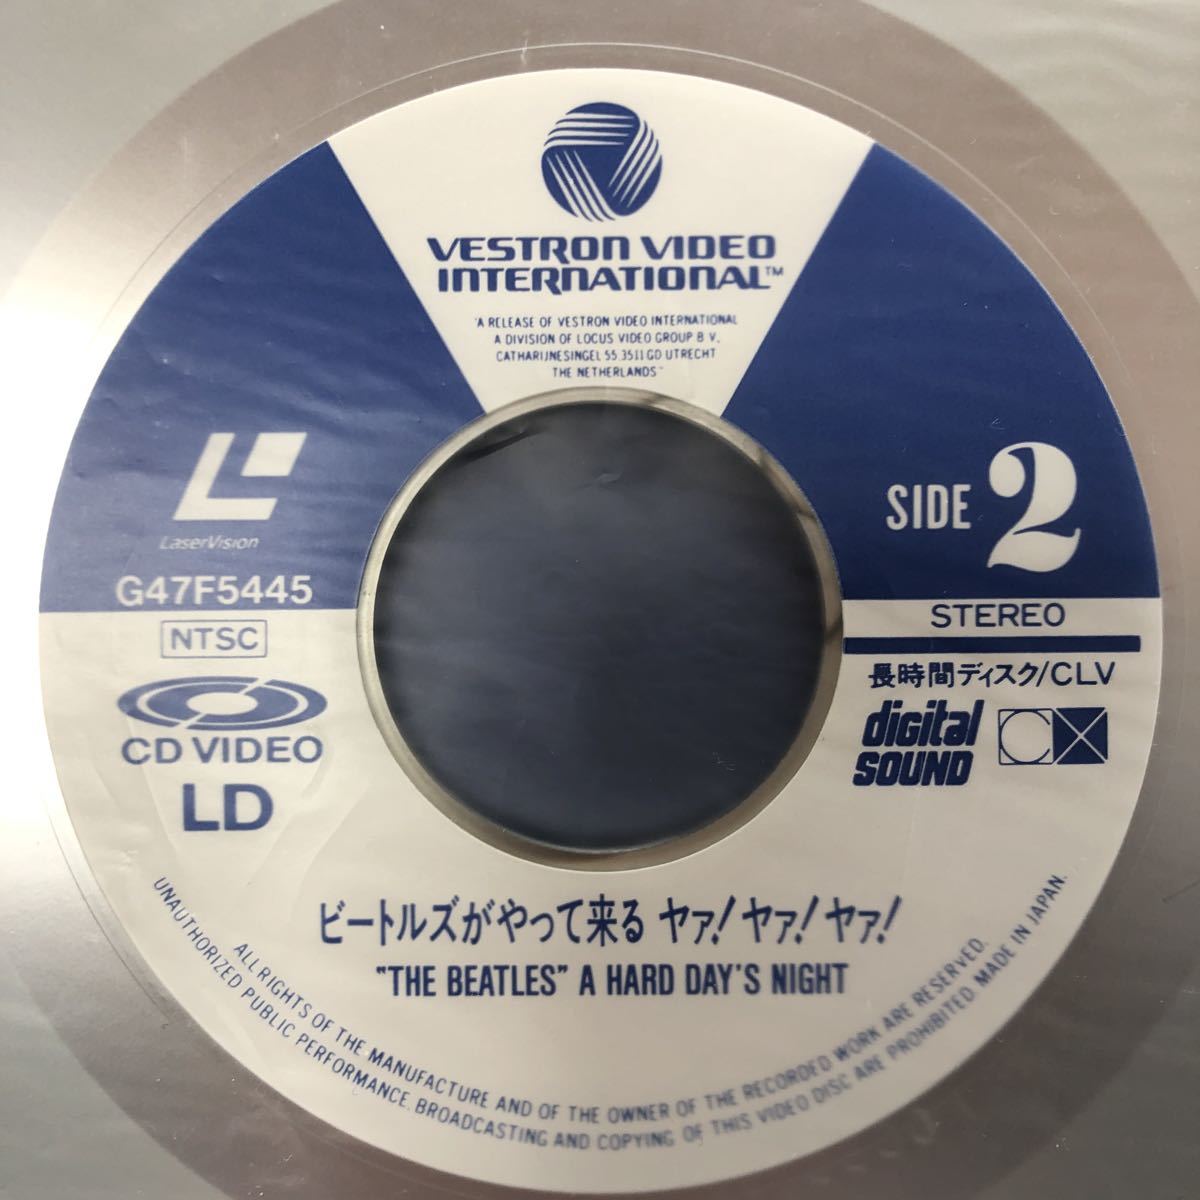 VESTRON VIDEO
INTERNATIONAL™
"A RELEASE OF VESTRON VIDEO INTERNATIONAL
A DIVISION OF LOCUS VIDEO GROUP B V,
CATHARIJNESINGEL 55.3511 GD UTRECHT
THE NETHERLANDS"
LaserVision
G47F5445
NTSC
CD VIDEO
LD
SIDE 2
STEREO
長時間ディスク/CLV
digital
SOUND
CX
ビートルズがやって来る ヤァ!ヤァ!ヤァ!
"THE BEATLES" A HARD DAY'S NIGHT
ALL RIGHTS OF THE MANUFACTURE AND OF THE OWNER OF THE RECORDED WORK ARE RESERVED.
UNAUTHORIZED PUBLIC PERFORMANCE, BROADCASTING AND COPYING OF THIS VIDEO DISC ARE PROHIBITED. MADE IN JAPAN.